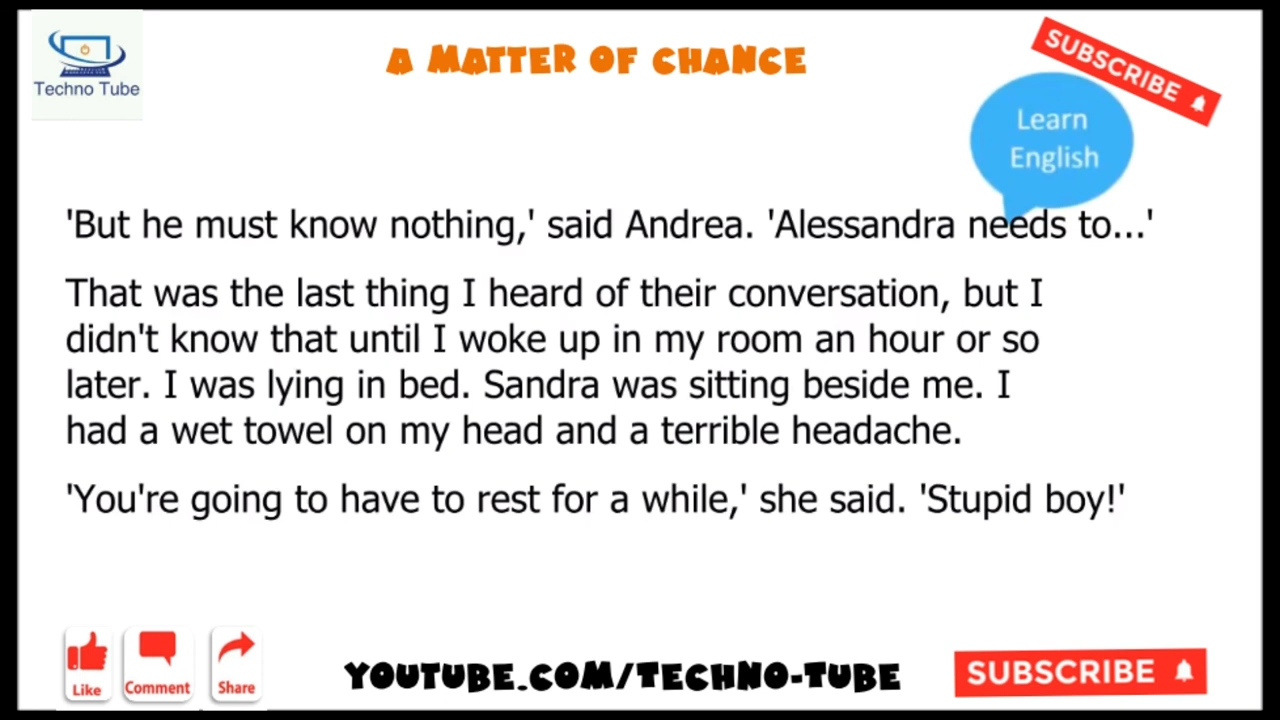 Techno Tube
A MATTER OF CHANCE
SUBSCRIBE
Learn
English
'But he must know nothing,' said Andrea. 'Alessandra needs to...'
That was the last thing I heard of their conversation, but I
didn't know that until I woke up in my room an hour or so
later. I was lying in bed. Sandra was sitting beside me. I
had a wet towel on my head and a terrible headache.
'You're going to have to rest for a while,' she said. 'Stupid boy!'
Like
Comment
Share
YOUTUBE.COM/TECHNO-TUBE
SUBSCRIBE